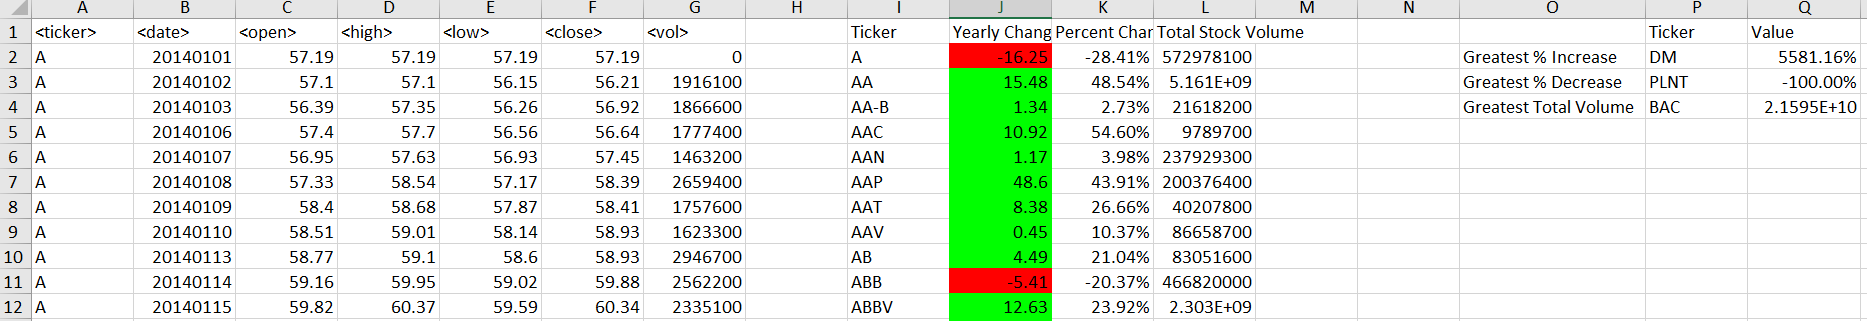 A B C D E F G H I J K L M N O P Q
1 <ticker> <date> <open> <high> <low> <close> <vol> Ticker Yearly Chang Percent Char Total Stock Volume Ticker Value
2 A 20140101 57.19 57.19 57.19 57.19 0 A -16.25 -28.41% 572978100 Greatest % Increase DM 5581.16%
3 A 20140102 57.1 57.1 56.15 56.21 1916100 AA 15.48 48.54% 5.161E+09 Greatest % Decrease PLNT -100.00%
4 A 20140103 56.39 57.35 56.26 56.92 1866600 AA-B 1.34 2.73% 21618200 Greatest Total Volume BAC 2.1595E+10
5 A 20140106 57.4 57.7 56.56 56.64 1777400 AAC 10.92 54.60% 9789700
6 A 20140107 56.95 57.63 56.93 57.45 1463200 AAN 1.17 3.98% 237929300
7 A 20140108 57.33 58.54 57.17 58.39 2659400 AAP 48.6 43.91% 200376400
8 A 20140109 58.4 58.68 57.87 58.41 1757600 AAT 8.38 26.66% 40207800
9 A 20140110 58.51 59.01 58.14 58.93 1623300 AAV 0.45 10.37% 86658700
10 A 20140113 58.77 59.1 58.6 58.93 2946700 AB 4.49 21.04% 83051600
11 A 20140114 59.16 59.95 59.02 59.88 2562200 ABB -5.41 -20.37% 466820000
12 A 20140115 59.82 60.37 59.59 60.34 2335100 ABBV 12.63 23.92% 2.303E+09